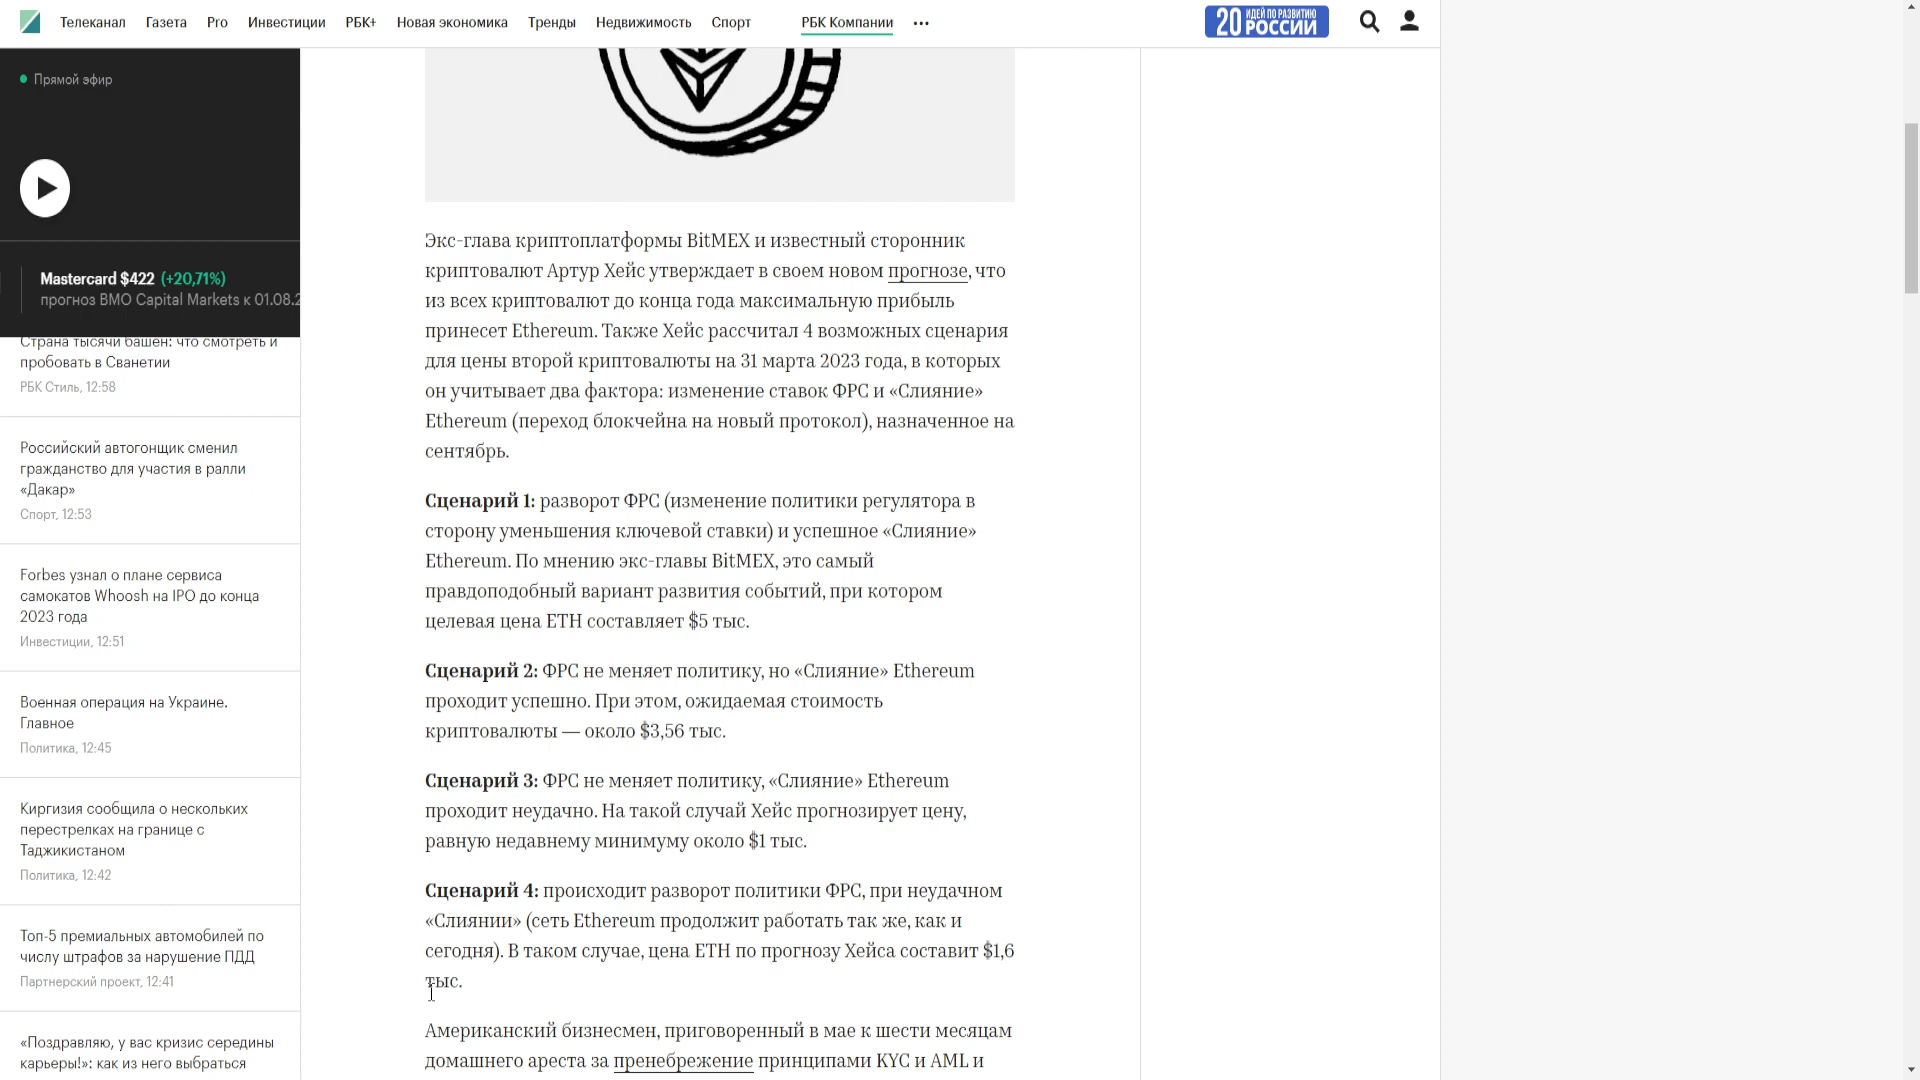 Телеканал Газета Pro Инвестиции РБК+ Новая экономика Тренды Недвижимость Спорт РБК Компании
20 ИДЕЙ ПО РАЗВИТИЮ РОССИИ
Прямой эфир
Mastercard $422 (+20,71%)
прогноз BMO Capital Markets к 01.08.2
Страна тысячи башен: что смотреть и
пробовать в Сванетии
РБК Стиль, 12:58
Российский автогонщик сменил
гражданство для участия в ралли
«Дакар»
Спорт, 12:53
Forbes узнал о плане сервиса
самокатов Whoosh на IPO до конца
2023 года
Инвестиции, 12:51
Военная операция на Украине.
Главное
Политика, 12:45
Киргизия сообщила о нескольких
перестрелках на границе с
Таджикистаном
Политика, 12:42
Топ-5 премиальных автомобилей по
числу штрафов за нарушение ПДД
Партнерский проект, 12:41
«Поздравляю, у вас кризис середины
карьеры!»: как из него выбраться
Экс-глава криптоплатформы BitMEX и известный сторонник
криптовалют Артур Хейс утверждает в своем новом прогнозе, что
из всех криптовалют до конца года максимальную прибыль
принесет Ethereum. Также Хейс рассчитал 4 возможных сценария
для цены второй криптовалюты на 31 марта 2023 года, в которых
он учитывает два фактора: изменение ставок ФРС и «Слияние»
Ethereum (переход блокчейна на новый протокол), назначенное на
сентябрь.
Сценарий 1: разворот ФРС (изменение политики регулятора в
сторону уменьшения ключевой ставки) и успешное «Слияние»
Ethereum. По мнению экс-главы BitMEX, это самый
правдоподобный вариант развития событий, при котором
целевая цена ETH составляет $5 тыс.
Сценарий 2: ФРС не меняет политику, но «Слияние» Ethereum
проходит успешно. При этом, ожидаемая стоимость
криптовалюты — около $3,56 тыс.
Сценарий 3: ФРС не меняет политику, «Слияние» Ethereum
проходит неудачно. На такой случай Хейс прогнозирует цену,
равную недавнему минимуму около $1 тыс.
Сценарий 4: происходит разворот политики ФРС, при неудачном
«Слиянии» (сеть Ethereum продолжит работать так же, как и
сегодня). В таком случае, цена ETH по прогнозу Хейса составит $1,6
тыс.
Американский бизнесмен, приговоренный в мае к шести месяцам
домашнего ареста за пренебрежение принципами KYC и AML и